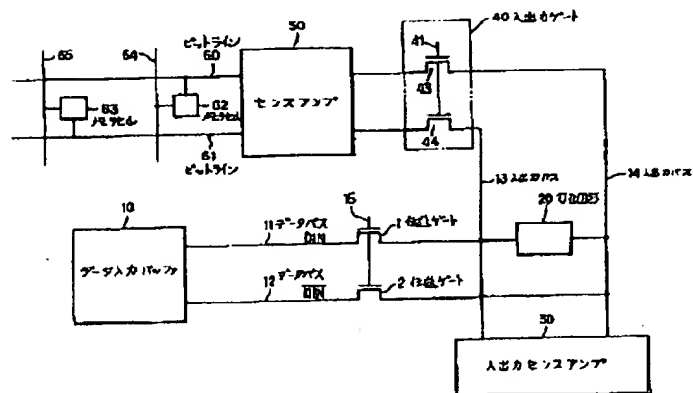 65
64
ビットライン
60
50
センスアンプ
40 入出力ゲート
41
43
44
63
メモリセル
62
メモリセル
61
ビットライン
13 入出力バス
14 入出力バス
20
10
データ入力バッファ
11 データバス
DIN
15
1 伝送ゲート
12 データバス
DIN
2 伝送ゲート
30
入出力センスアンプ